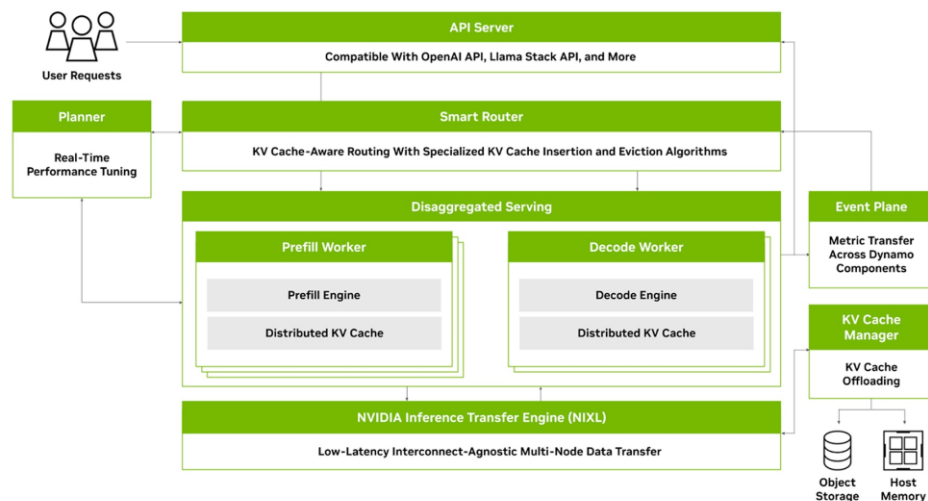 User Requests
API Server
Compatible With OpenAI API, Llama Stack API, and More
Planner
Real-Time
Performance Tuning
Smart Router
KV Cache-Aware Routing With Specialized KV Cache Insertion and Eviction Algorithms
Disaggregated Serving
Prefill Worker
Prefill Engine
Distributed KV Cache
Decode Worker
Decode Engine
Distributed KV Cache
Event Plane
Metric Transfer
Across Dynamo
Components
KV Cache
Manager
KV Cache
Offloading
NVIDIA Inference Transfer Engine (NIXL)
Low-Latency Interconnect-Agnostic Multi-Node Data Transfer
Object
Storage
Host
Memory